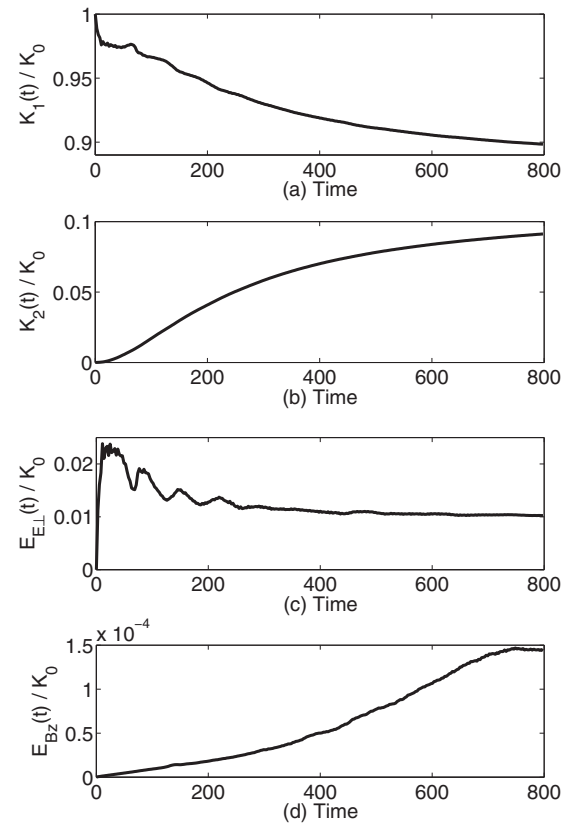 1
0.95
0.9
K₁(t) / K₀
0 200 400 600 800
(a) Time
0.1
0.05
0
K₂(t) / K₀
0 200 400 600 800
(b) Time
0.02
0.01
0
E_E⊥(t) / K₀
0 200 400 600 800
(c) Time
x 10⁻⁴
1.5
1
0.5
0
E_Bz(t) / K₀
0 200 400 600 800
(d) Time